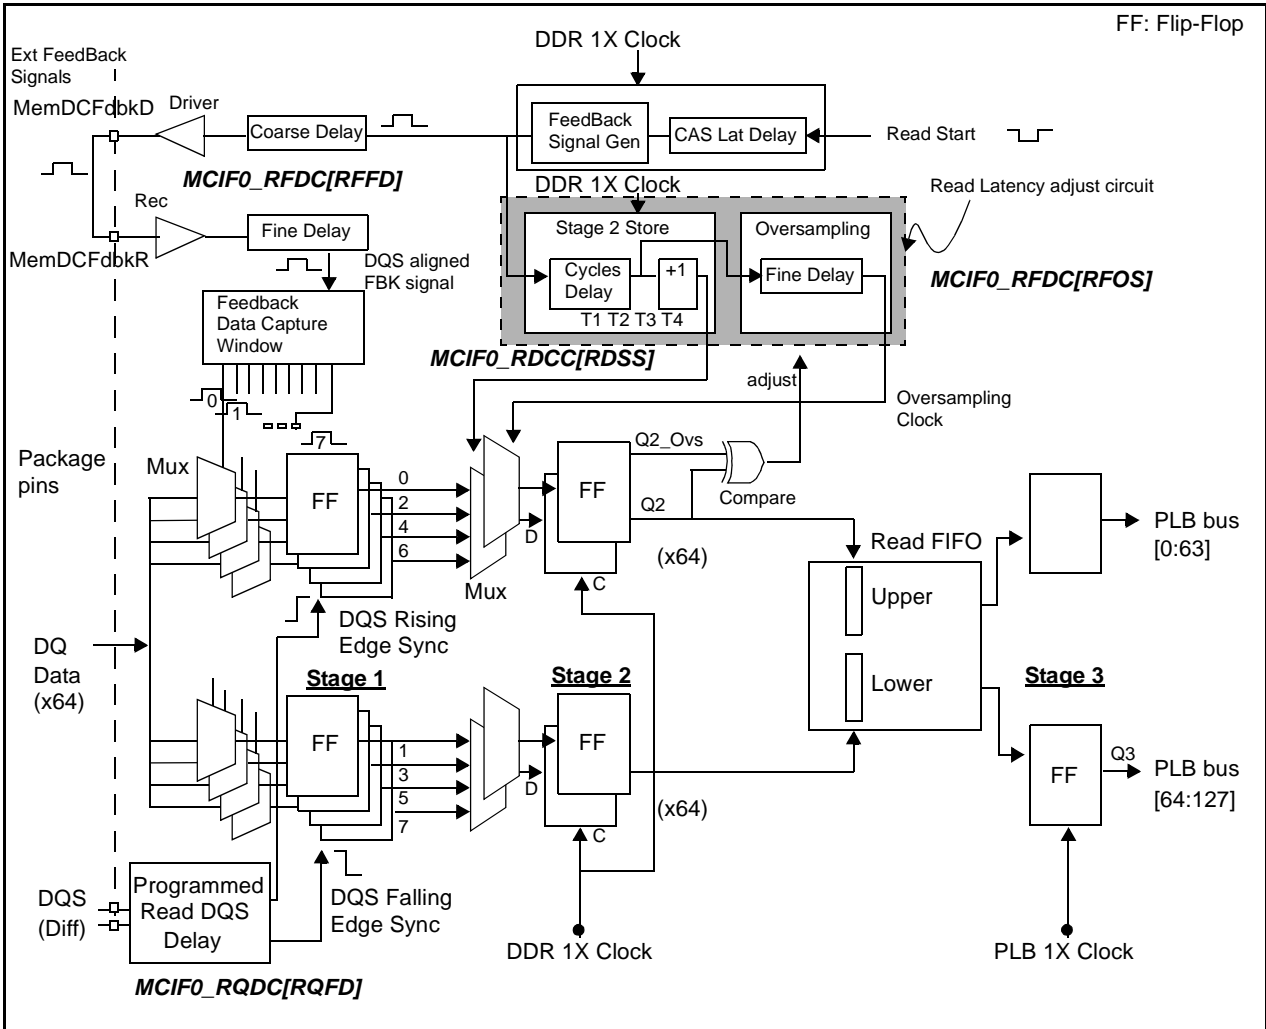 FF: Flip-Flop
DDR 1X Clock
Ext FeedBack
Signals
MemDCFdbkD
Driver
Coarse Delay
FeedBack
Signal Gen
CAS Lat Delay
Read Start
MCIF0_RFDC[RFFD]
DDR 1X Clock
Read Latency adjust circuit
Rec
Fine Delay
MemDCFdbkR
DQS aligned
FBK signal
Stage 2 Store
Oversampling
Cycles
Delay
+1
Fine Delay
T1 T2 T3 T4
MCIF0_RFDC[RFOS]
Feedback
Data Capture
Window
MCIF0_RDCC[RDSS]
adjust
Oversampling
Clock
0
1
7
Package
pins
Mux
FF
0
2
4
6
Mux
D
FF
C
Q2_Ovs
Q2
Compare
(x64)
Read FIFO
Upper
Lower
PLB bus
[0:63]
DQS Rising
Edge Sync
DQ
Data
(x64)
Stage 1
Stage 2
Stage 3
FF
1
3
5
7
D
FF
C
(x64)
FF
Q3
PLB bus
[64:127]
DQS
(Diff)
Programmed
Read DQS
Delay
DQS Falling
Edge Sync
DDR 1X Clock
PLB 1X Clock
MCIF0_RQDC[RQFD]